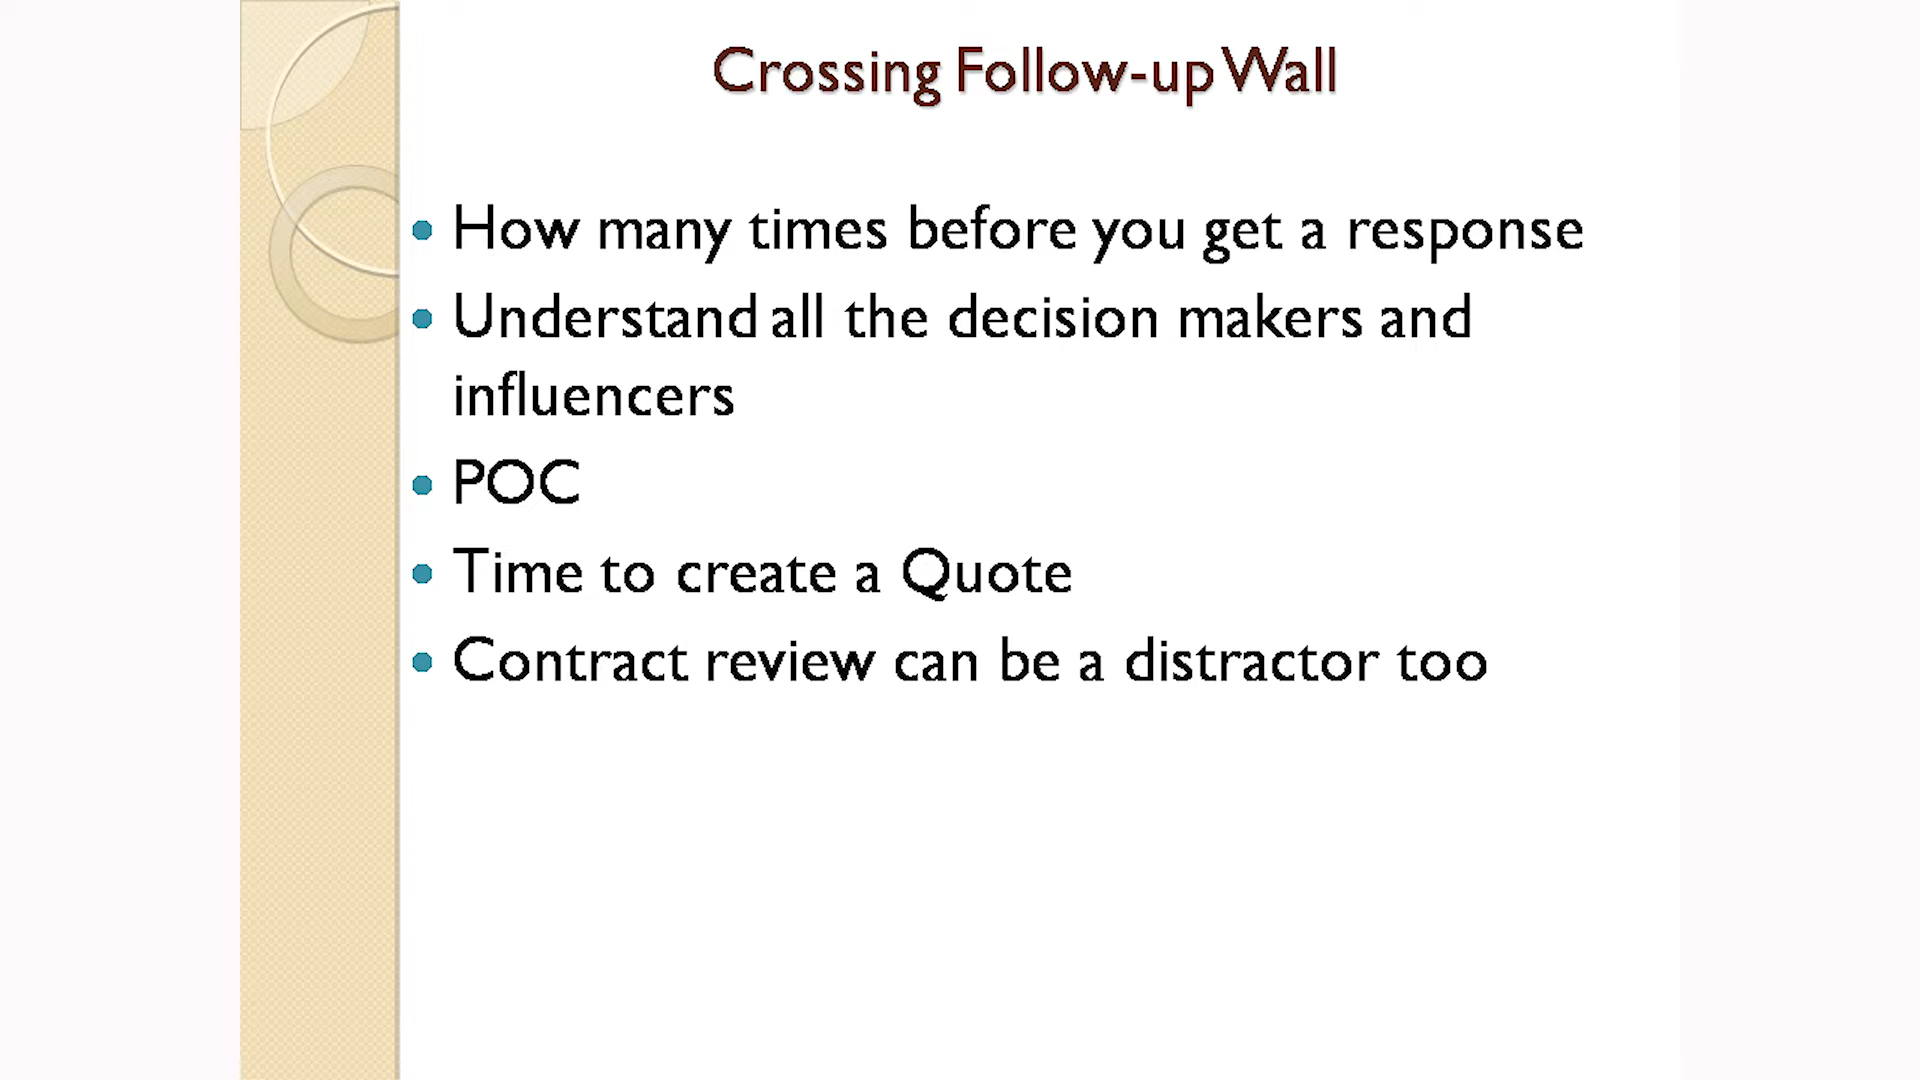 Crossing Follow-up Wall
• How many times before you get a response
• Understand all the decision makers and
influencers
• POC
• Time to create a Quote
• Contract review can be a distractor too